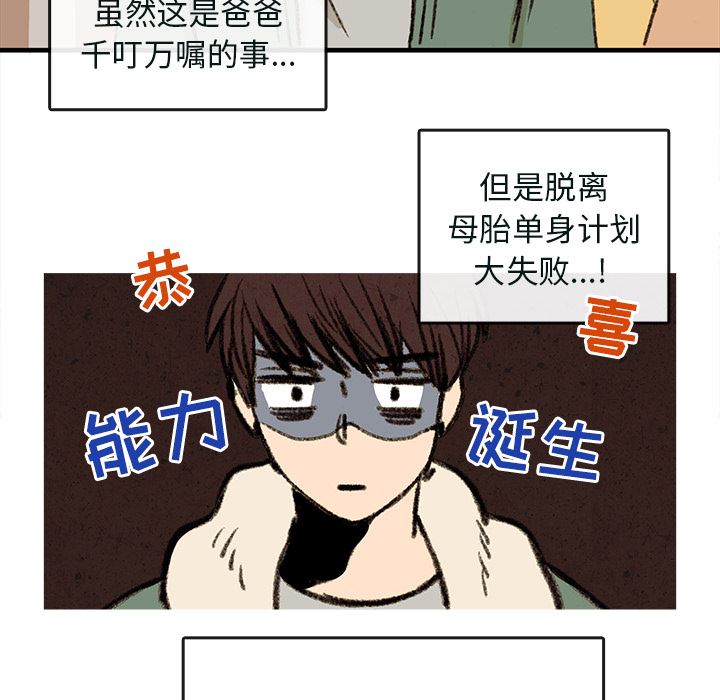 虽然这是爸爸
千叮万嘱的事...
但是脱离
母胎单身计划
大失败...!
恭
喜
能力
诞生